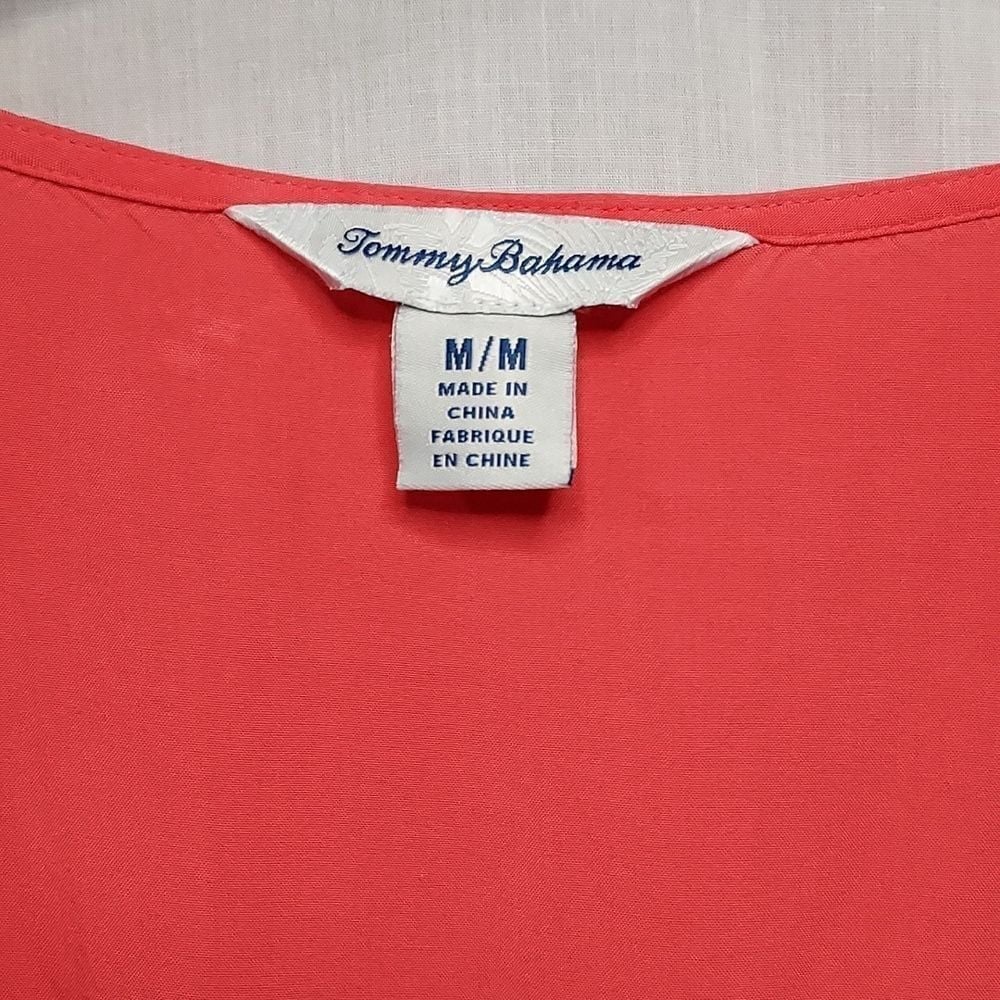 Tommy Bahama
M/M
MADE IN
CHINA
FABRIQUE
EN CHINE